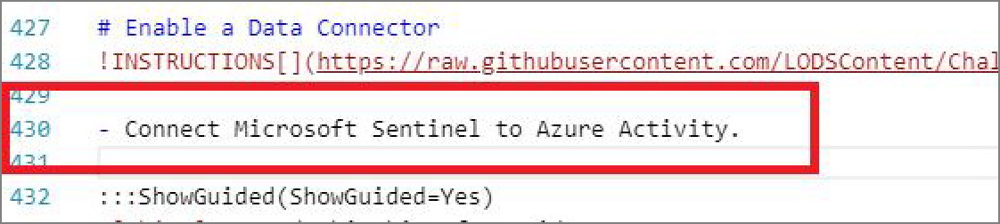 427 # Enable a Data Connector
428 !INSTRUCTIONS[](https://raw.githubusercontent.com/LODSContent/Chal
429
430 - Connect Microsoft Sentinel to Azure Activity.
431
432 :::ShowGuided(ShowGuided=Yes)